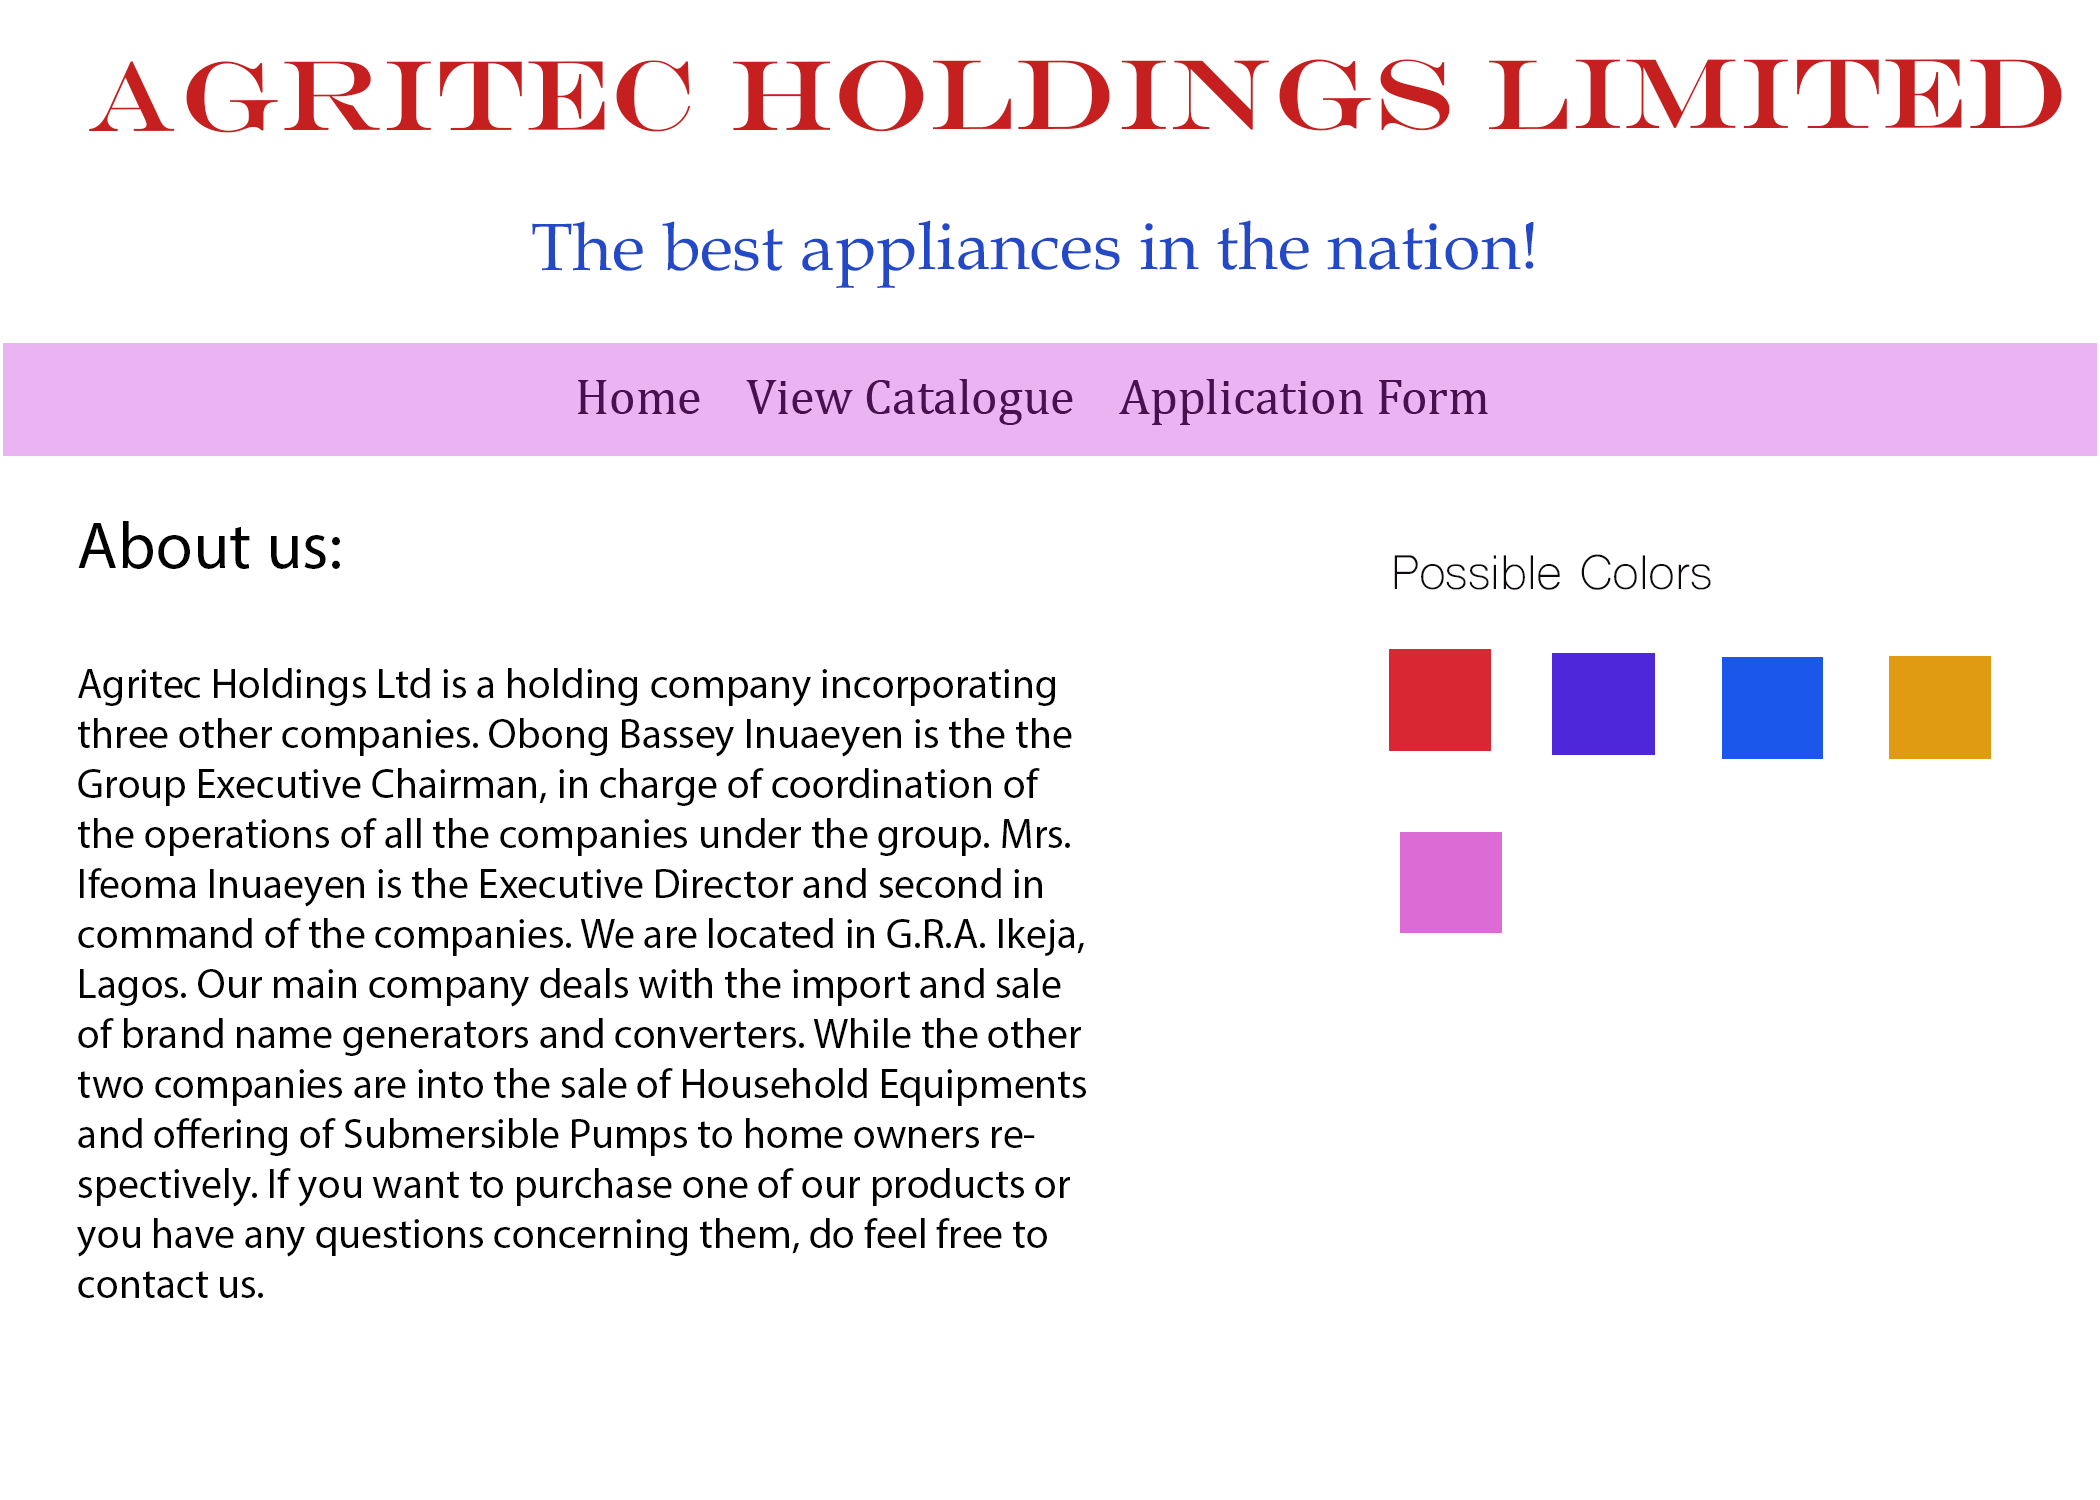 AGRITEC HOLDINGS LIMITED
The best appliances in the nation!
Home View Catalogue Application Form
About us:
Agritec Holdings Ltd is a holding company incorporating
three other companies. Obong Bassey Inuaeyen is the the
Group Executive Chairman, in charge of coordination of
the operations of all the companies under the group. Mrs.
Ifeoma Inuaeyen is the Executive Director and second in
command of the companies. We are located in G.R.A. Ikeja,
Lagos. Our main company deals with the import and sale
of brand name generators and converters. While the other
two companies are into the sale of Household Equipments
and offering of Submersible Pumps to home owners re-
spectively. If you want to purchase one of our products or
you have any questions concerning them, do feel free to
contact us.
Possible Colors